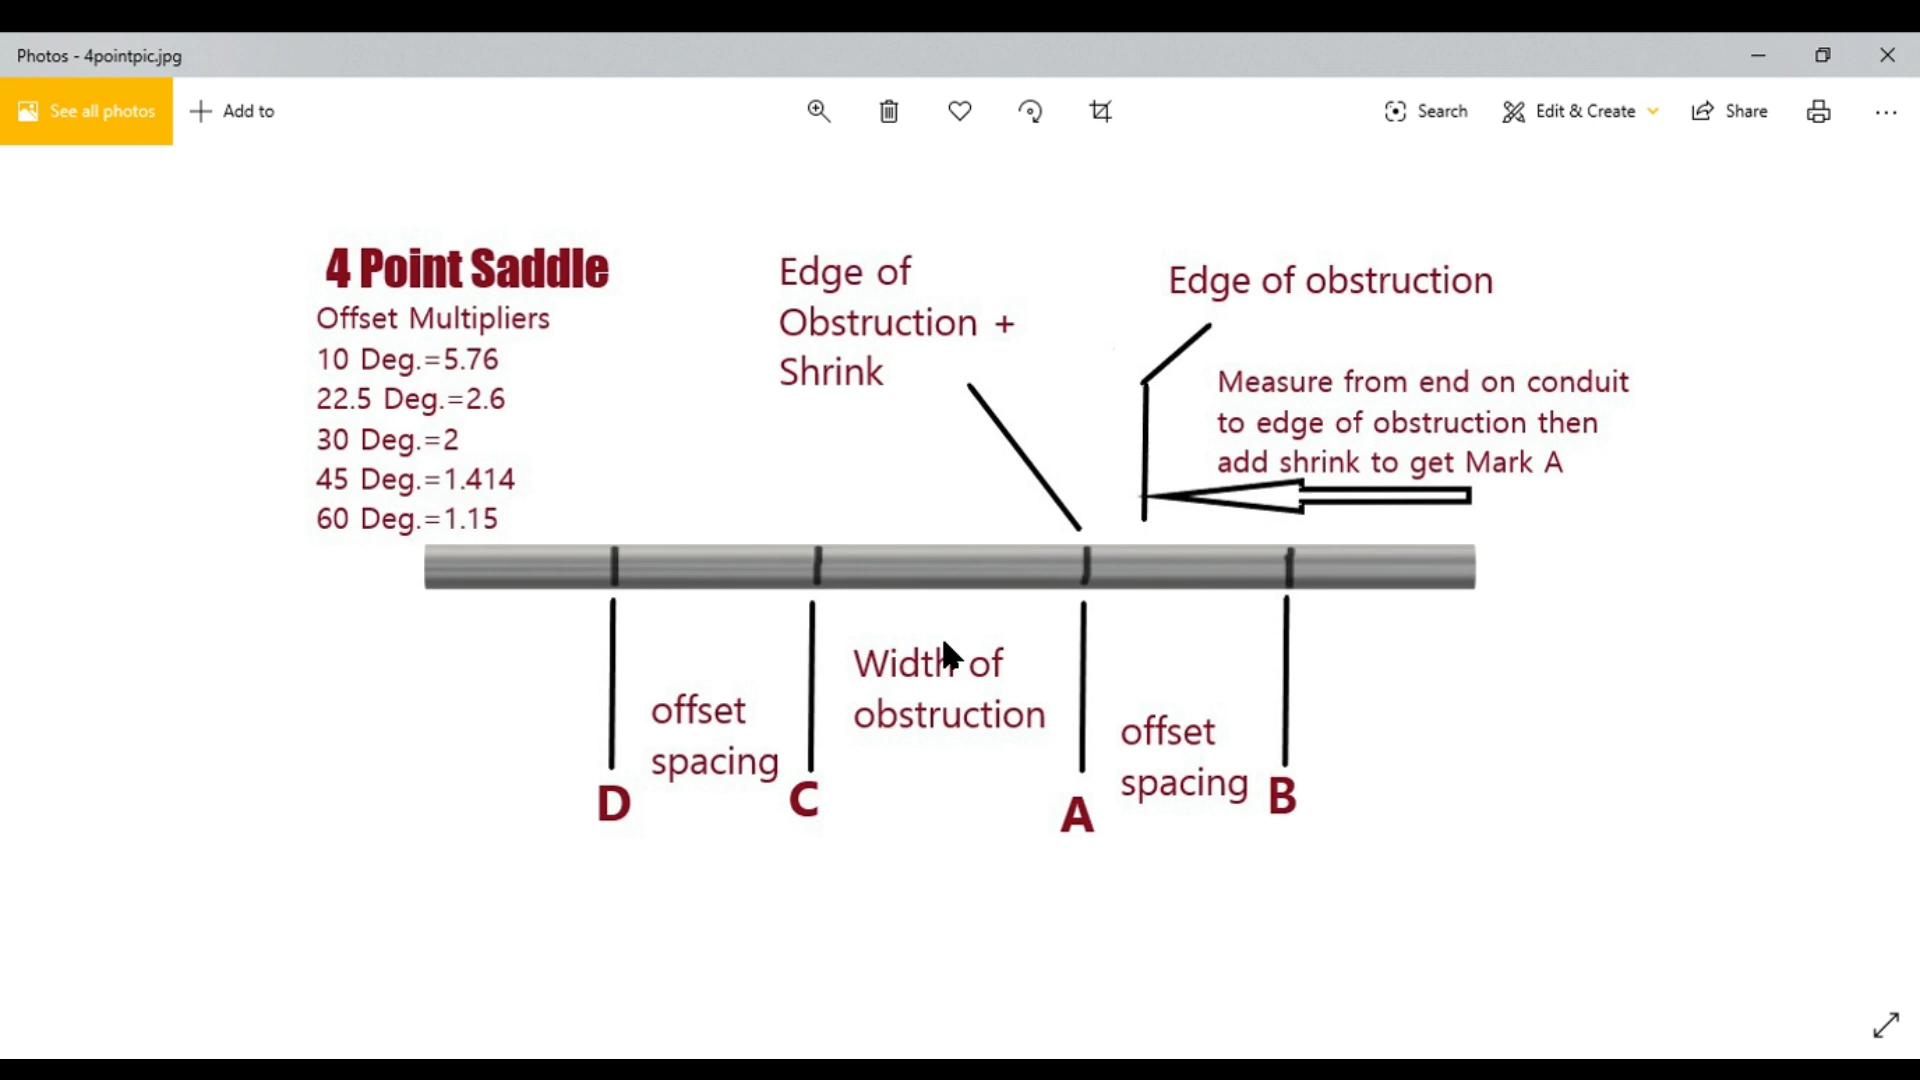 Photos - 4pointpic.jpg
See all photos
Add to
Search
Edit & Create
Share
4 Point Saddle
Offset Multipliers
10 Deg.=5.76
22.5 Deg.=2.6
30 Deg.=2
45 Deg.=1.414
60 Deg.=1.15
Edge of
Obstruction +
Shrink
Edge of obstruction
Measure from end on conduit
to edge of obstruction then
add shrink to get Mark A
offset
spacing
Width of
obstruction
offset
spacing
D
C
A
B